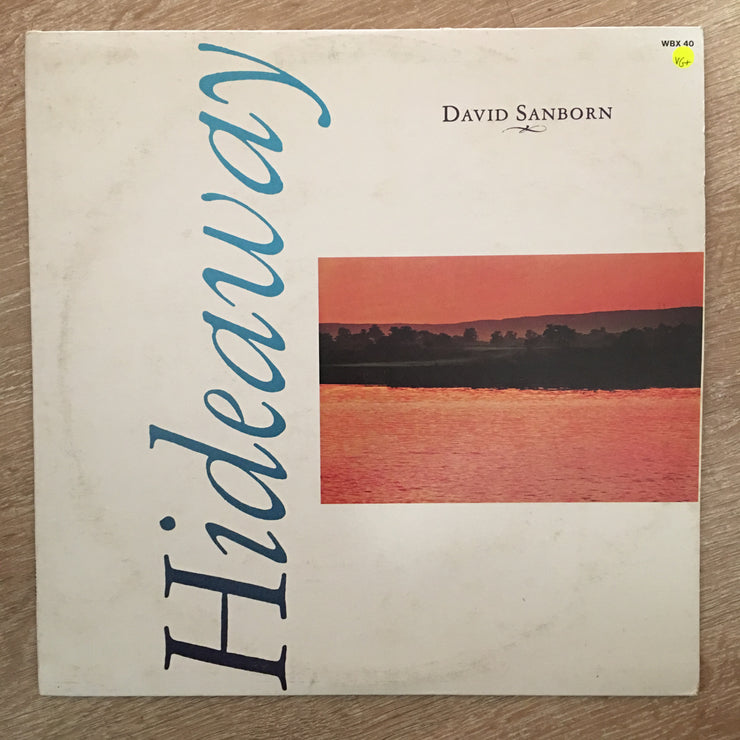 WBX 40
VG+
DAVID SANBORN
Hideaway